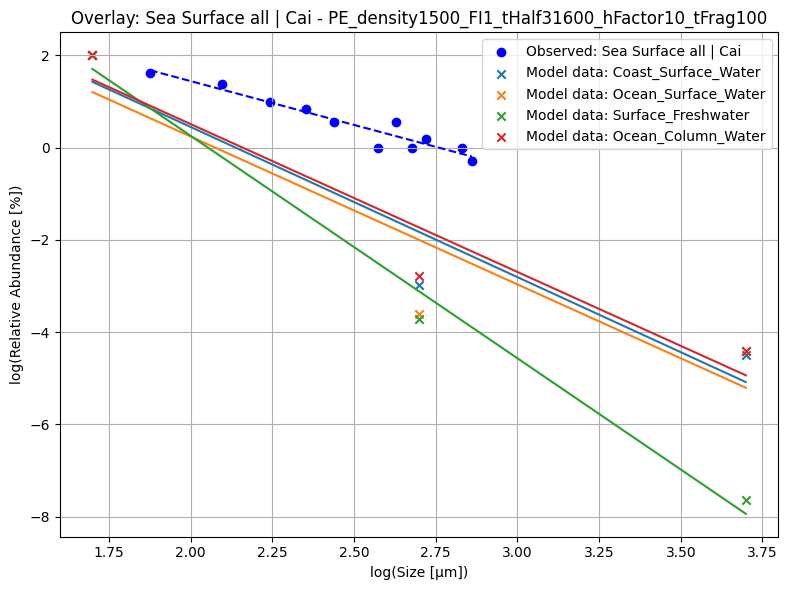 Overlay: Sea Surface all | Cai - PE_density1500_FI1_tHalf31600_hFactor10_tFrag100
Observed: Sea Surface all | Cai
Model data: Coast_Surface_Water
Model data: Ocean_Surface_Water
Model data: Surface_Freshwater
Model data: Ocean_Column_Water
log(Relative Abundance [%])
2
0
−2
−4
−6
−8
1.75
2.00
2.25
2.50
2.75
3.00
3.25
3.50
3.75
log(Size [μm])